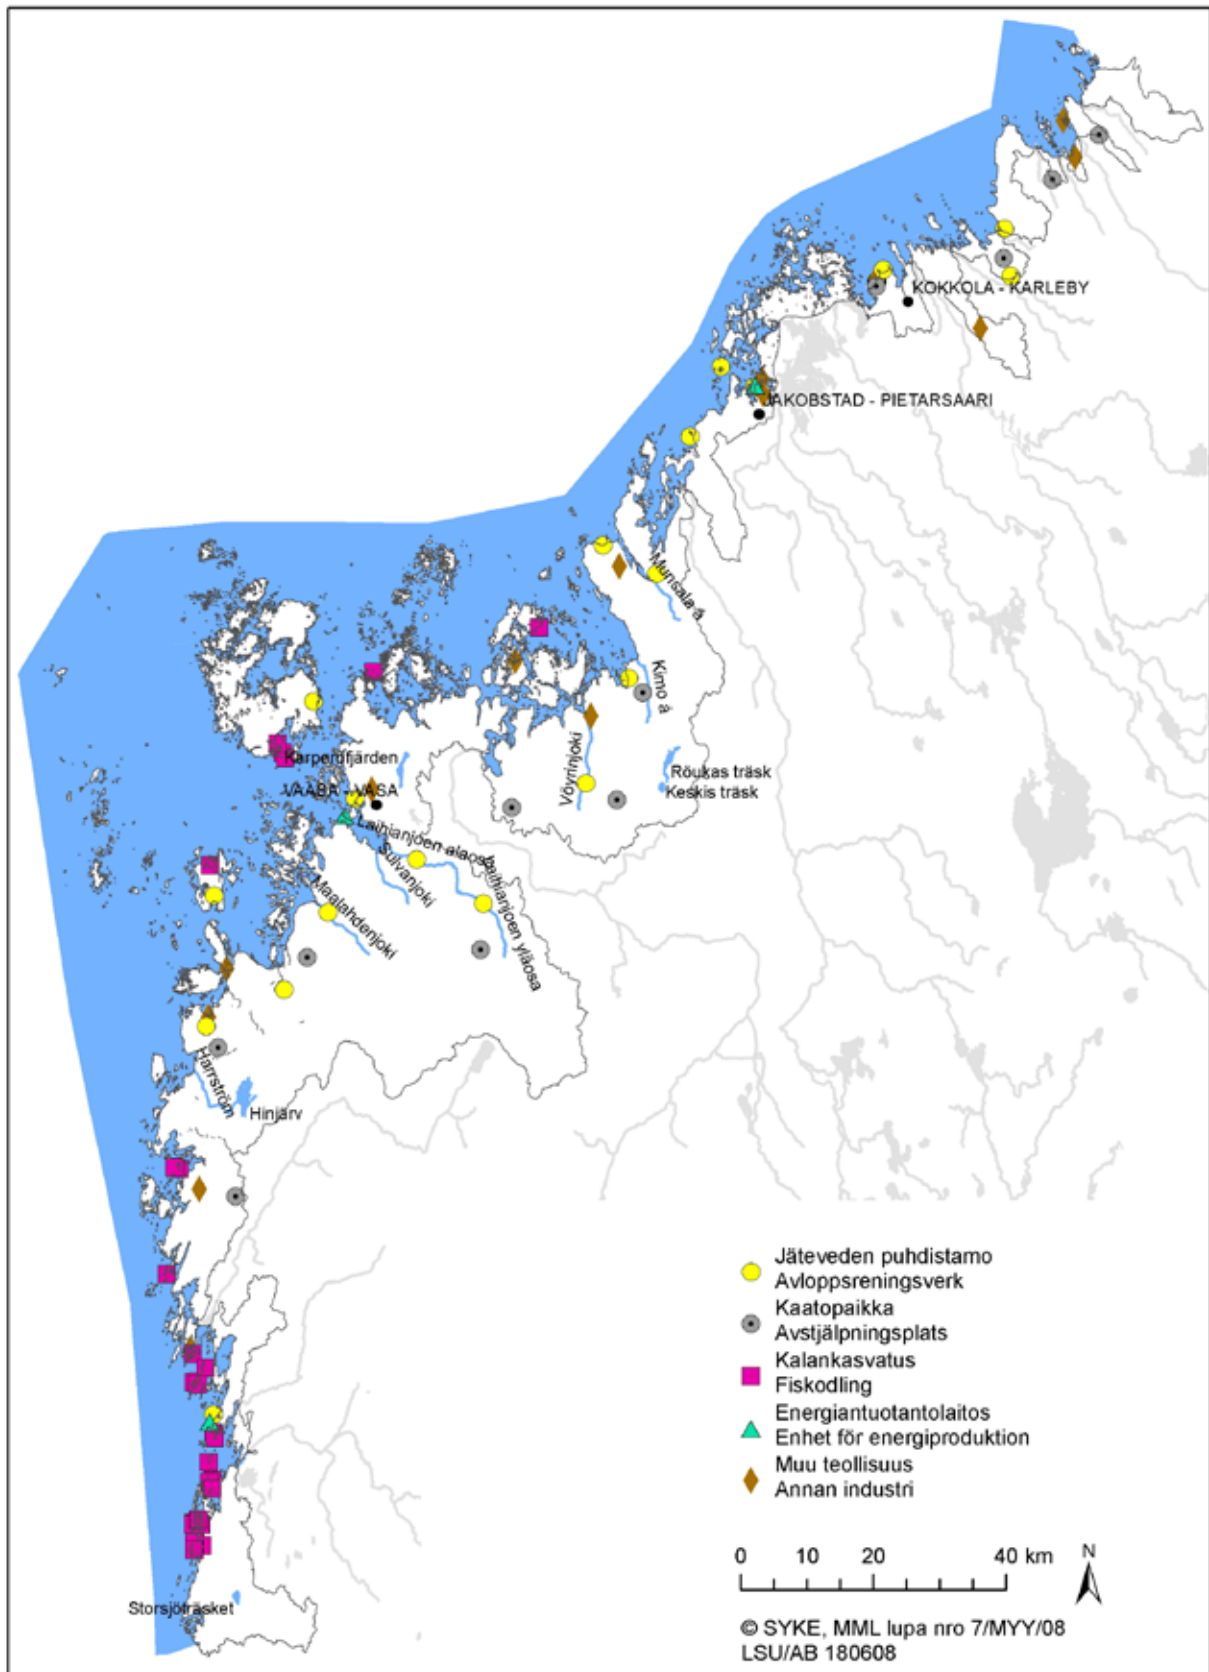 KOKKOLA - KARLEBY
JAKOBSTAD - PIETARSAARI
Munsala å
Kimo å
Karperöfjärden
Vöyrinjoki
Röukas träsk
Keskis träsk
VAASA - VASA
Laihianjoen alaosa
Sulvanjoki
Laihianjoen yläosa
Maalahdenjoki
Harrström
Hinjärv
Jäteveden puhdistamo
Avloppsreningsverk
Kaatopaikka
Avstjälpningsplats
Kalankasvatus
Fiskodling
Energiantuotantolaitos
Enhet för energiproduktion
Muu teollisuus
Annan industri
0 10 20 40 km
N
Storsjöträsket
© SYKE, MML lupa nro 7/MYY/08
LSU/AB 180608